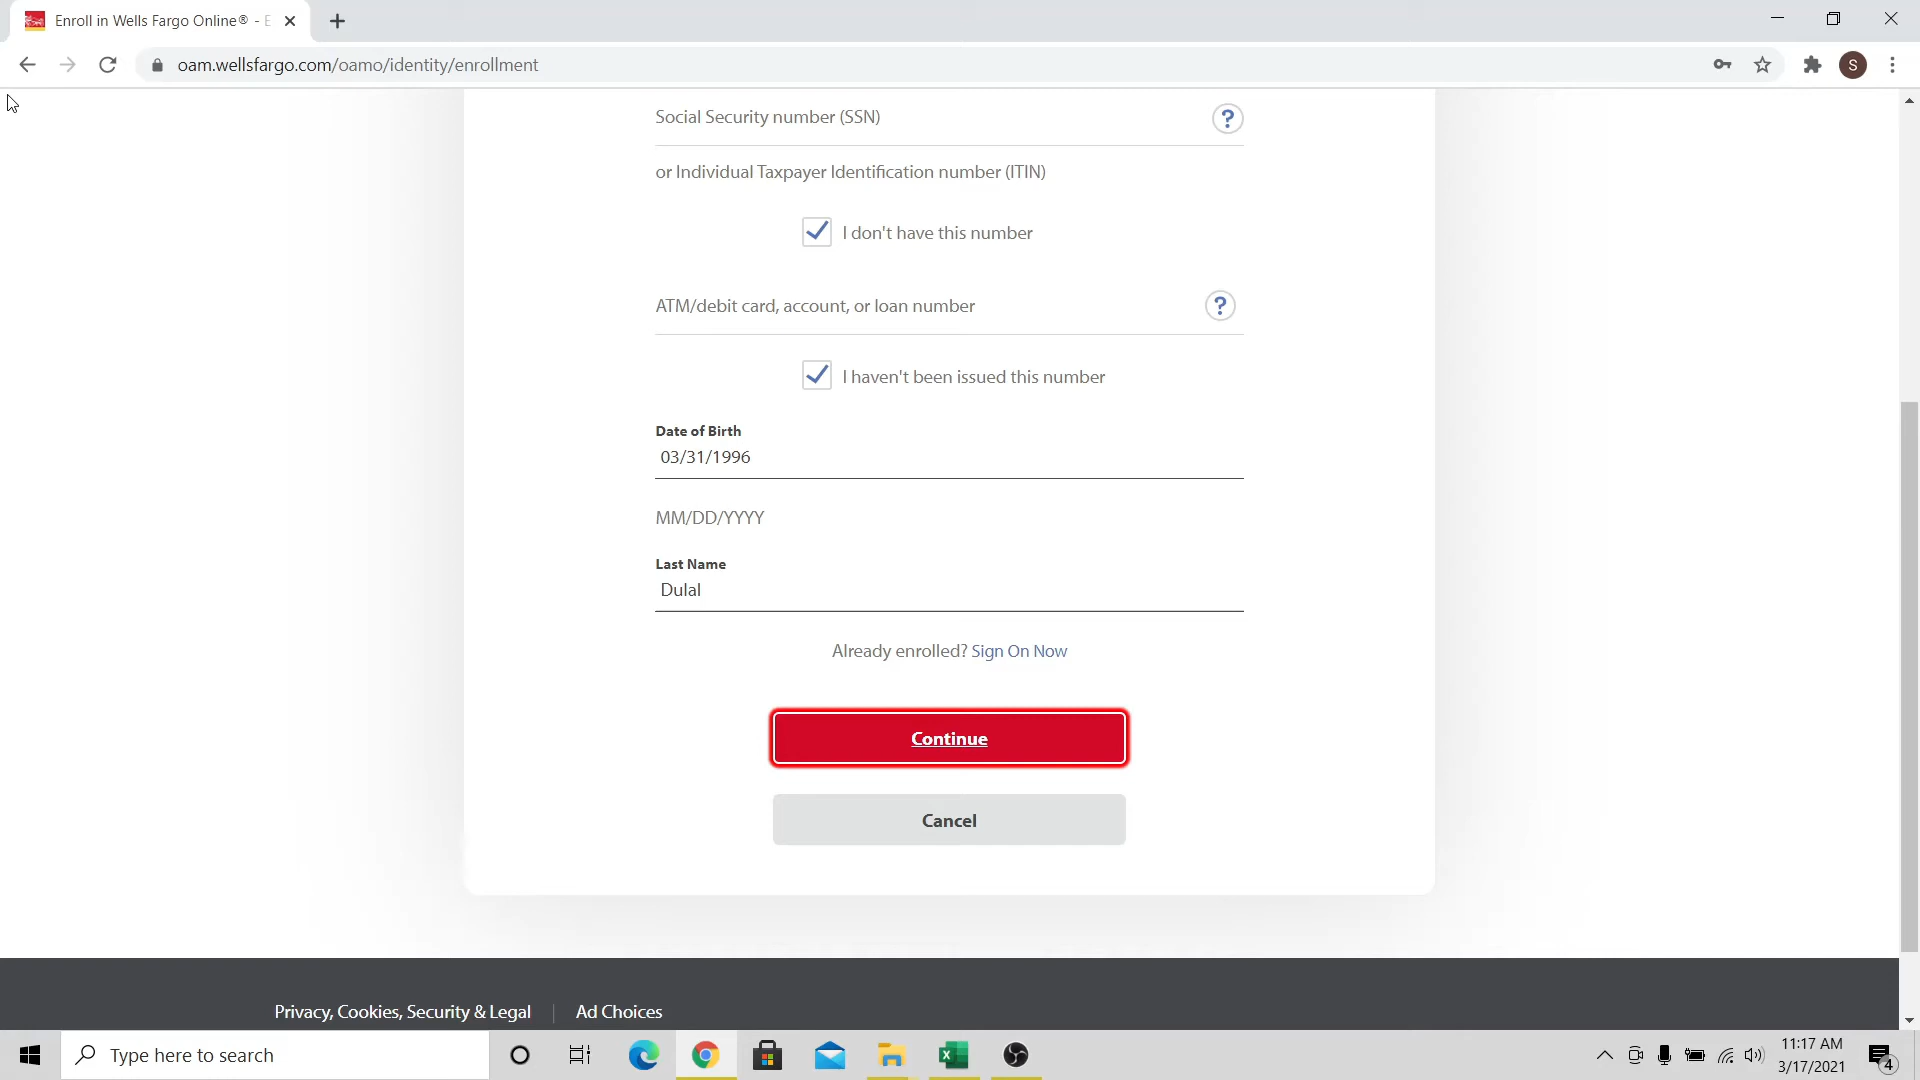 Enroll in Wells Fargo Online® - E
oam.wellsfargo.com/oamo/identity/enrollment
S
Social Security number (SSN)
?
or Individual Taxpayer Identification number (ITIN)
I don't have this number
ATM/debit card, account, or loan number
?
I haven't been issued this number
Date of Birth
03/31/1996
MM/DD/YYYY
Last Name
Dulal
Already enrolled? Sign On Now
Continue
Cancel
Privacy, Cookies, Security & Legal
Ad Choices
Type here to search
11:17 AM
3/17/2021
4